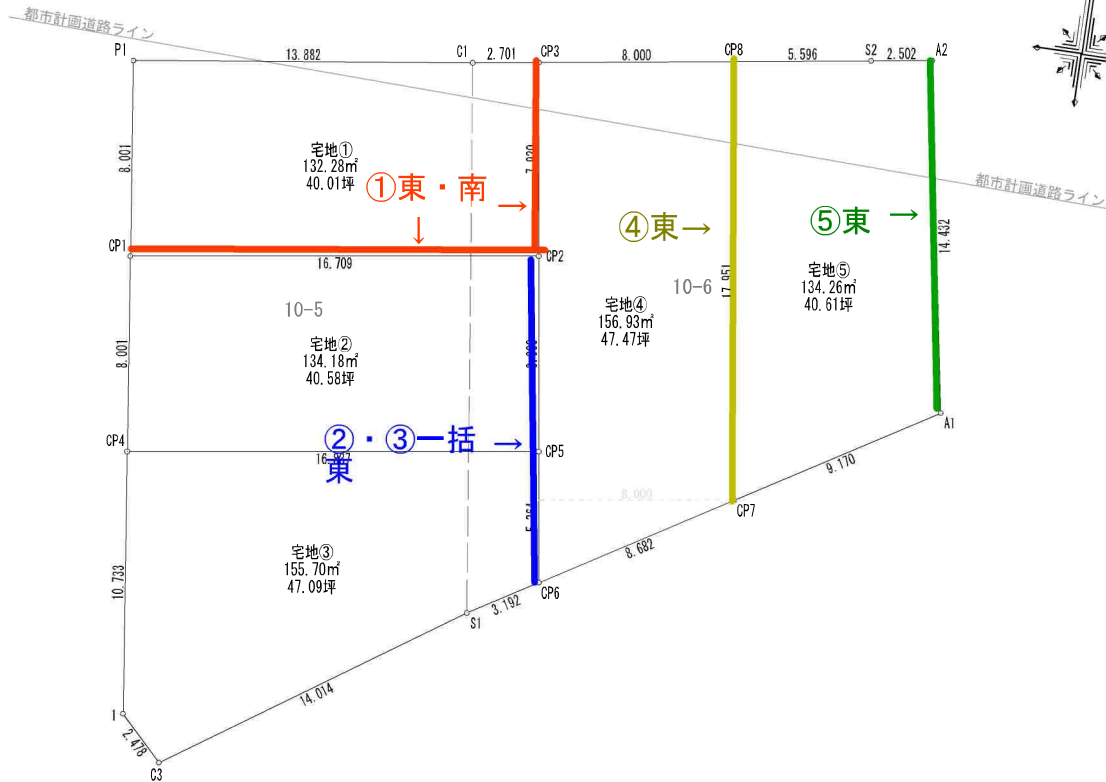 都市計画道路ライン
P1
13.882
C1
2.701
CP3
8.000
CP8
5.596
S2
2.502
A2
8.001
宅地①
132.28㎡
40.01坪
①東・南
→
↓
都市計画道路ライン
④東→
⑤東
→
14.432
CP1
16.709
CP2
10-5
10-6
17.951
宅地⑤
134.26㎡
40.61坪
宅地④
156.93㎡
47.47坪
8.001
宅地②
134.18㎡
40.58坪
②・③一括
→
東
CP4
CP5
A1
9.170
8.000
CP7
8.682
宅地③
155.70㎡
47.09坪
10.733
CP6
3.192
S1
14.014
1
2.478
C3